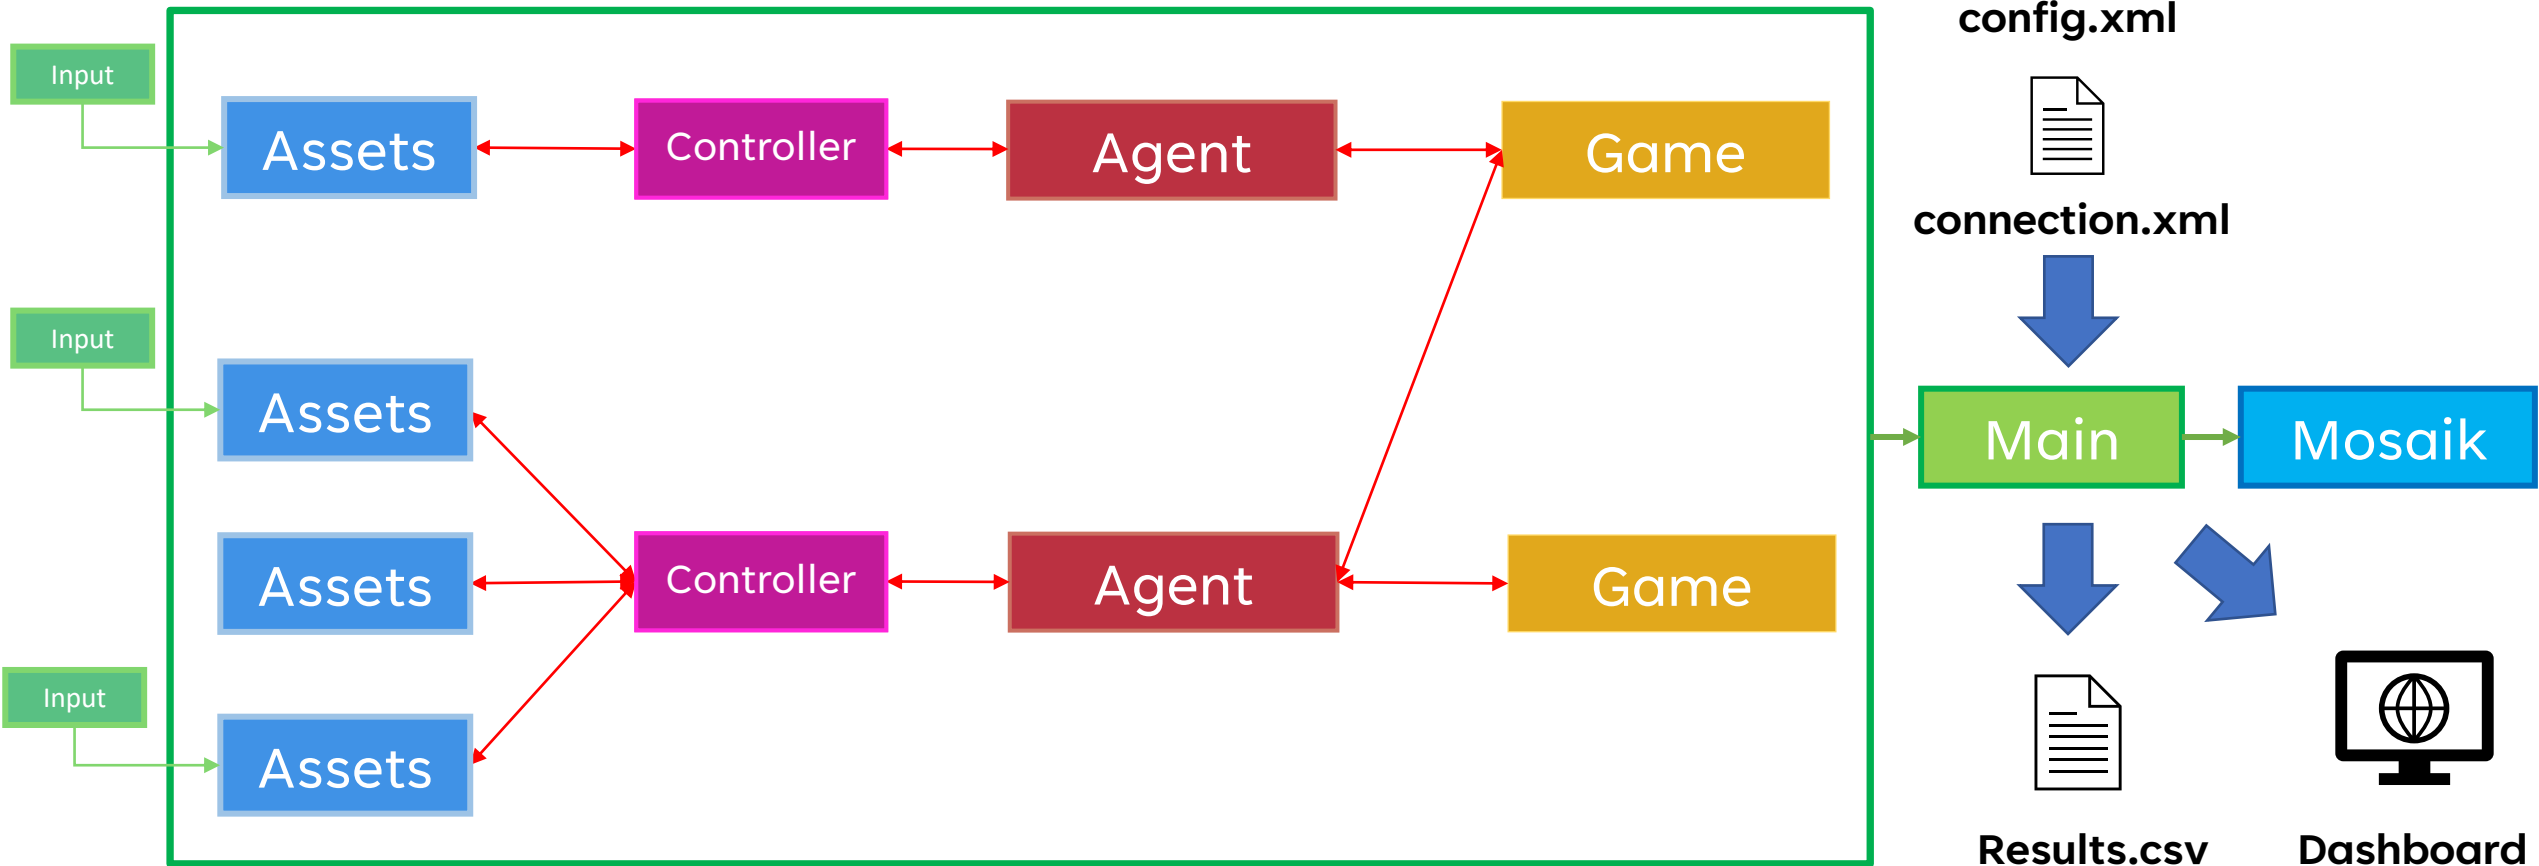 config.xml
Input
Assets
Controller
Agent
Game
connection.xml
Input
Assets
Main
Mosaik
Assets
Controller
Agent
Game
Input
Assets
Results.csv
Dashboard